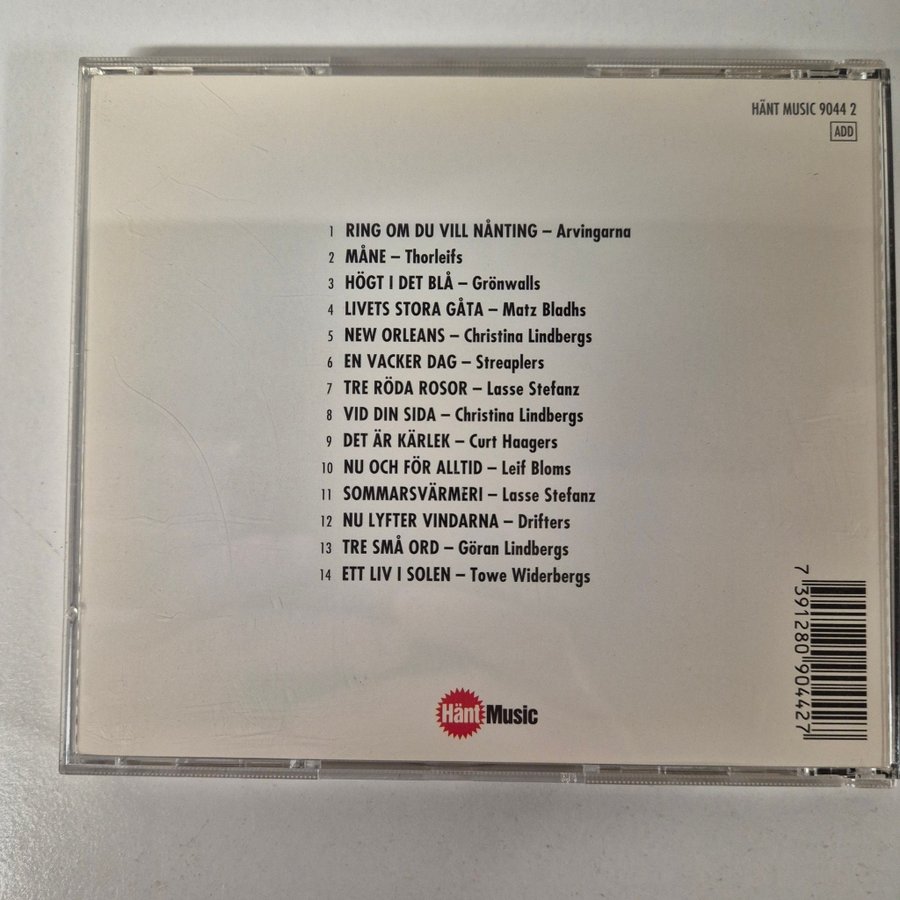 HÄNT MUSIC 9044 2
ADD
1 RING OM DU VILL NÅNTING – Arvingarna
2 MÅNE – Thorleifs
3 HÖGT I DET BLÅ – Grönwalls
4 LIVETS STORA GÅTA – Matz Bladhs
5 NEW ORLEANS – Christina Lindbergs
6 EN VACKER DAG – Streaplers
7 TRE RÖDA ROSOR – Lasse Stefanz
8 VID DIN SIDA – Christina Lindbergs
9 DET ÄR KÄRLEK – Curt Haagers
10 NU OCH FÖR ALLTID – Leif Bloms
11 SOMMARSVÄRMERI – Lasse Stefanz
12 NU LYFTER VINDARNA – Drifters
13 TRE SMÅ ORD – Göran Lindbergs
14 ETT LIV I SOLEN – Towe Widerbergs
7 391280 904427
Hänt Music